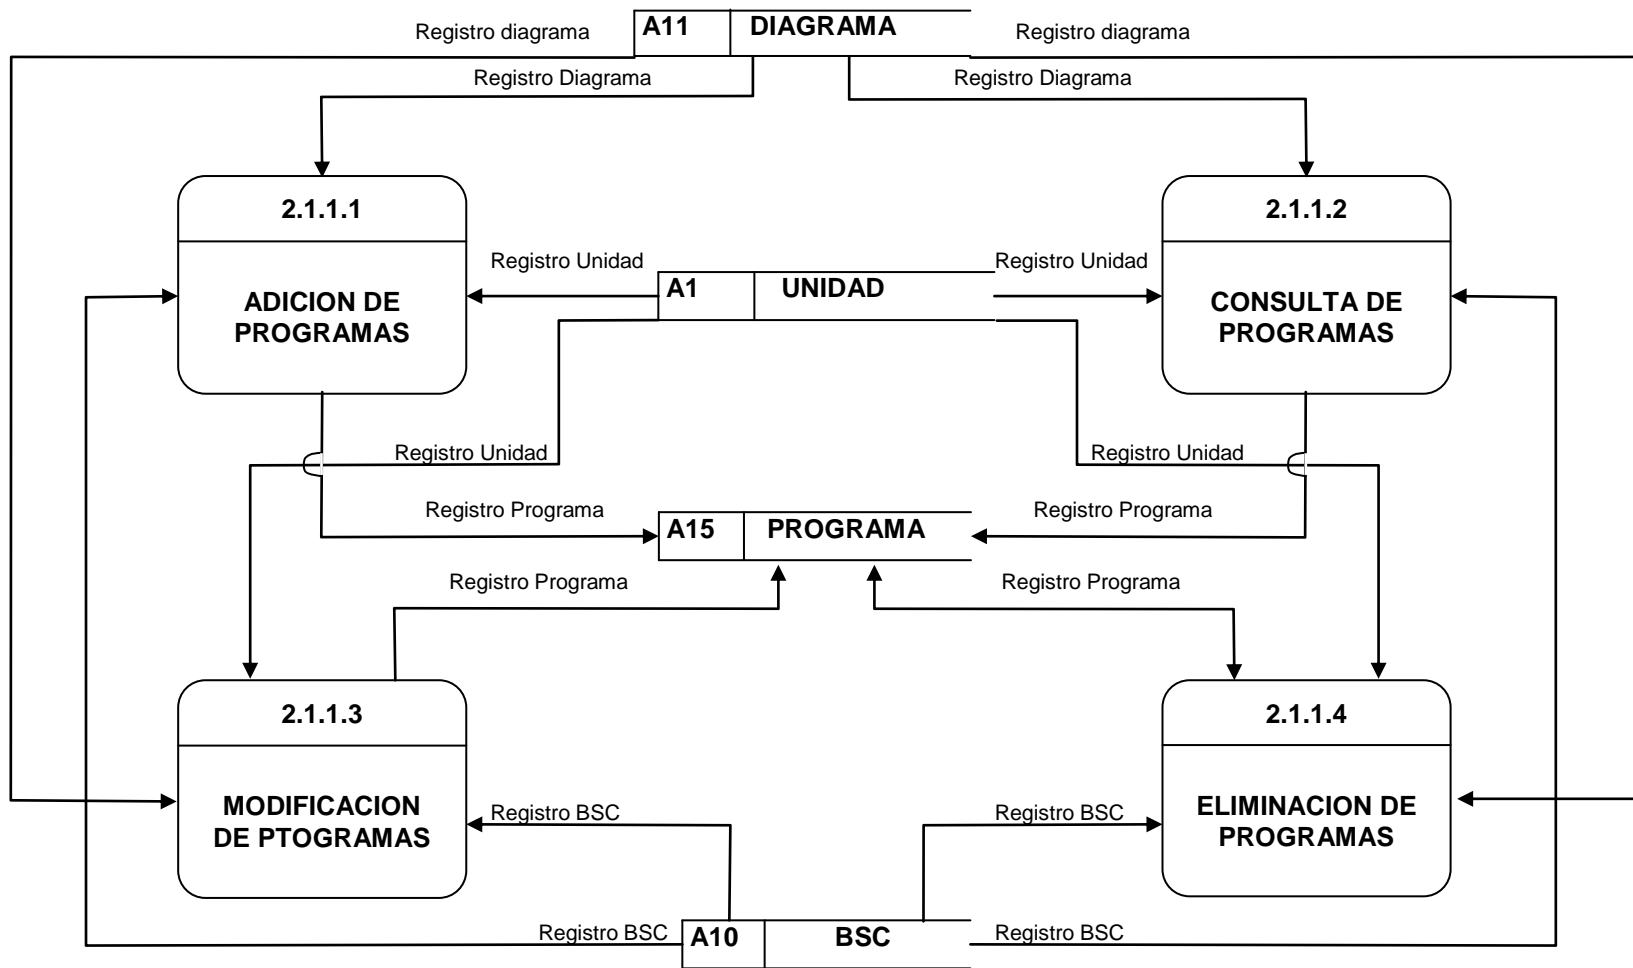 Registro diagrama
A11
DIAGRAMA
Registro diagrama
Registro Diagrama
Registro Diagrama
2.1.1.1
2.1.1.2
Registro Unidad
Registro Unidad
A1
UNIDAD
ADICION DE
PROGRAMAS
CONSULTA DE
PROGRAMAS
Registro Unidad
Registro Unidad
Registro Programa
Registro Programa
A15
PROGRAMA
Registro Programa
Registro Programa
2.1.1.3
2.1.1.4
MODIFICACION
DE PTOGRAMAS
Registro BSC
Registro BSC
ELIMINACION DE
PROGRAMAS
Registro BSC
A10
BSC
Registro BSC